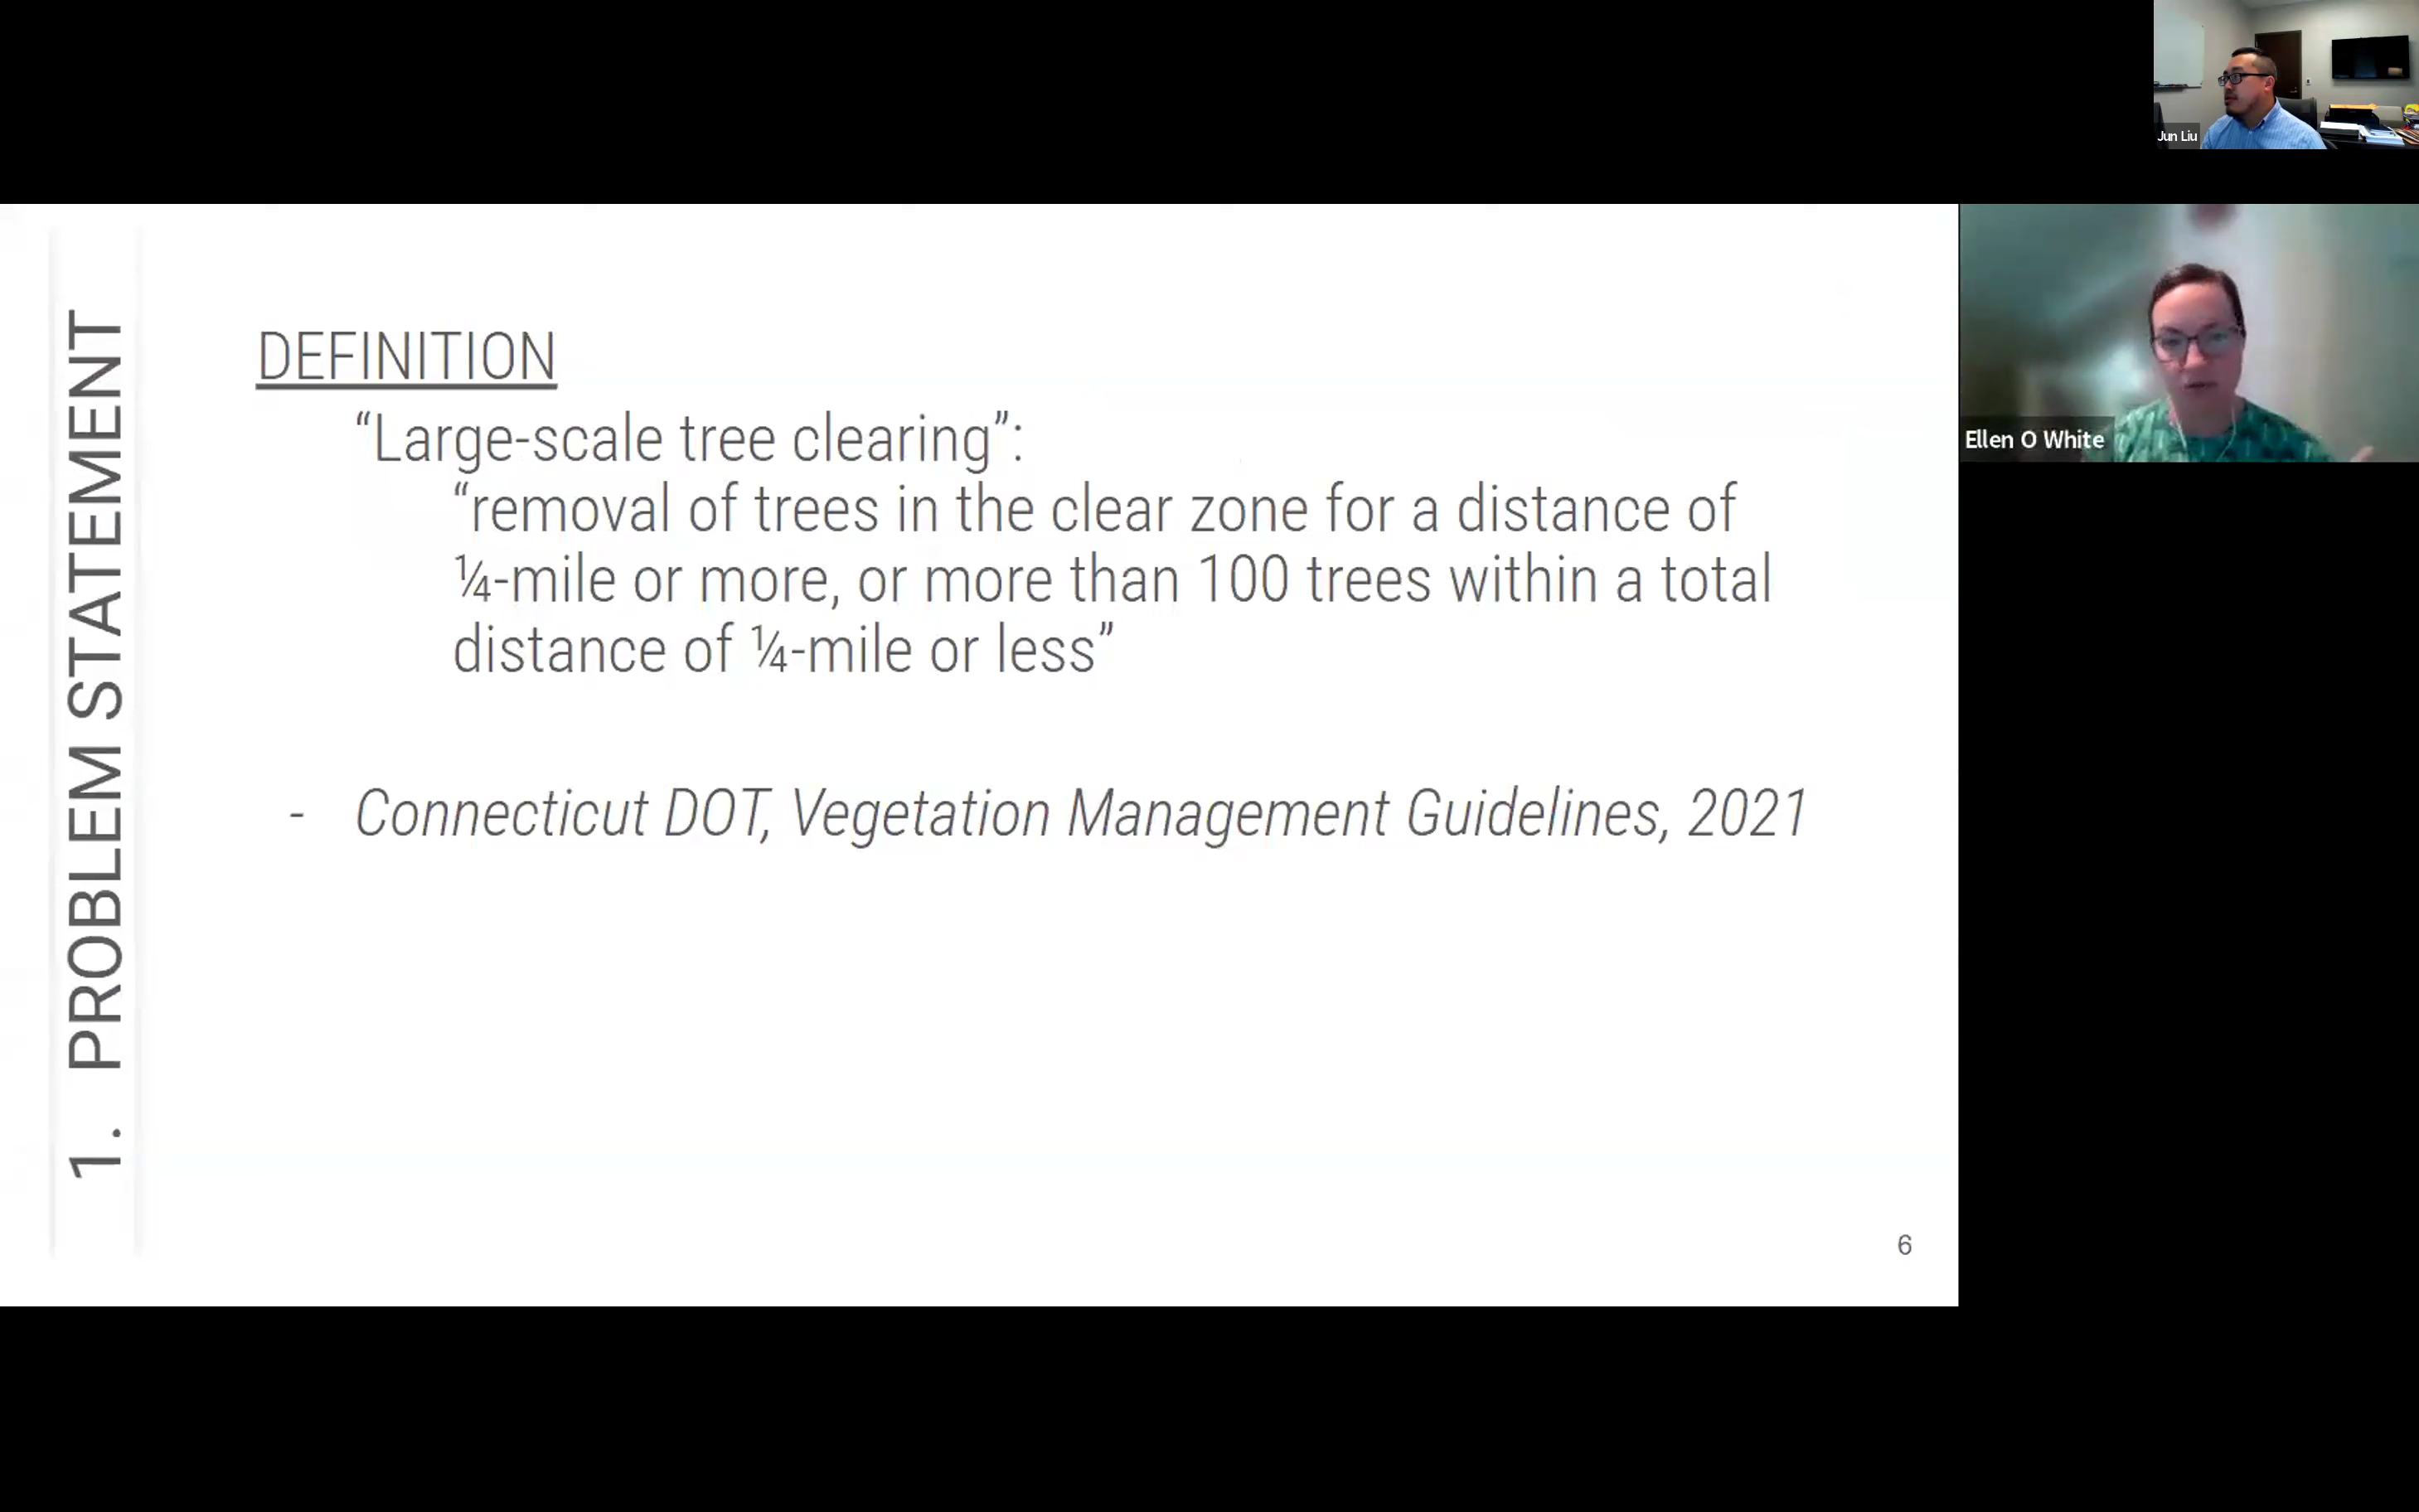 Jun Liu
1. PROBLEM STATEMENT
DEFINITION
“Large-scale tree clearing”:
“removal of trees in the clear zone for a distance of
¼-mile or more, or more than 100 trees within a total
distance of ¼-mile or less”
- Connecticut DOT, Vegetation Management Guidelines, 2021
6
Ellen O White